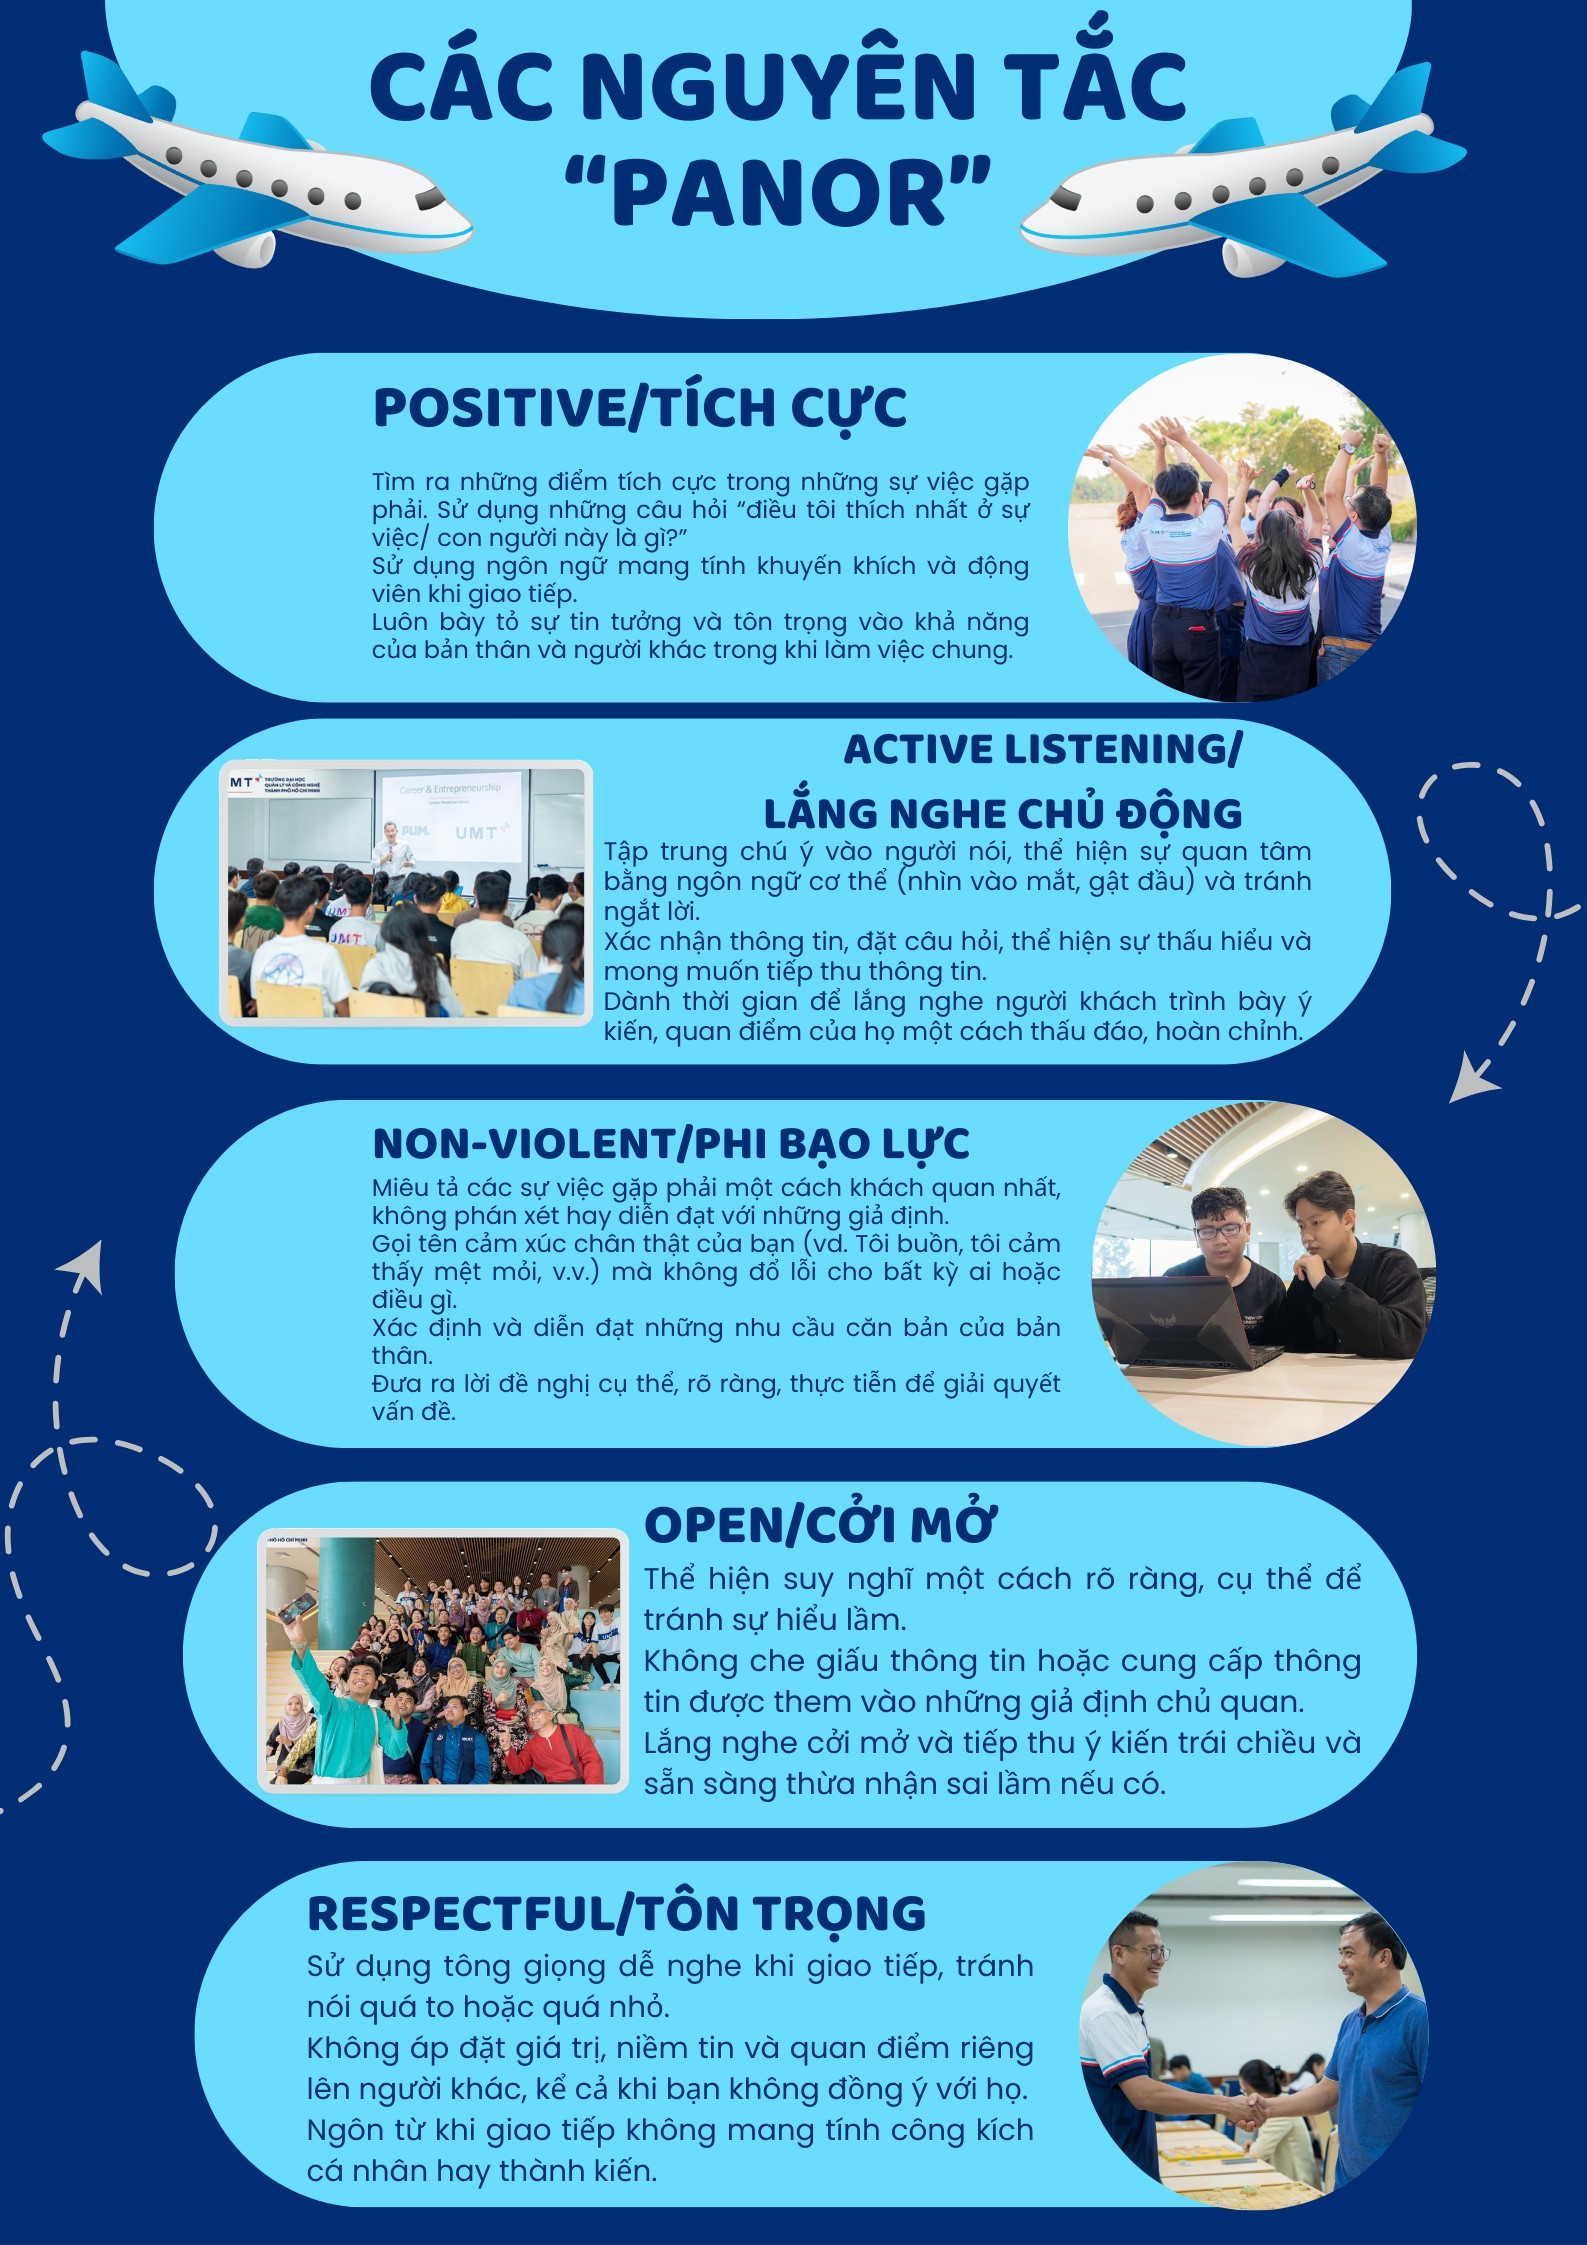 CÁC NGUYÊN TẮC
“PANOR”
POSITIVE/TÍCH CỰC
Tìm ra những điểm tích cực trong những sự việc gặp
phải. Sử dụng những câu hỏi “điều tôi thích nhất ở sự
việc/ con người này là gì?”
Sử dụng ngôn ngữ mang tính khuyến khích và động
viên khi giao tiếp.
Luôn bày tỏ sự tin tưởng và tôn trọng vào khả năng
của bản thân và người khác trong khi làm việc chung.
ACTIVE LISTENING/
LẮNG NGHE CHỦ ĐỘNG
MT
TRƯỜNG ĐẠI HỌC
QUẢN LÝ VÀ CÔNG NGHỆ
THÀNH PHỐ HỒ CHÍ MINH
Career & Entrepreneurship
PUM.
UMT
UMT
UMT
Tập trung chú ý vào người nói, thể hiện sự quan tâm
bằng ngôn ngữ cơ thể (nhìn vào mắt, gật đầu) và tránh
ngắt lời.
Xác nhận thông tin, đặt câu hỏi, thể hiện sự thấu hiểu và
mong muốn tiếp thu thông tin.
Dành thời gian để lắng nghe người khách trình bày ý
kiến, quan điểm của họ một cách thấu đáo, hoàn chỉnh.
NON-VIOLENT/PHI BẠO LỰC
Miêu tả các sự việc gặp phải một cách khách quan nhất,
không phán xét hay diễn đạt với những giả định.
Gọi tên cảm xúc chân thật của bạn (vd. Tôi buồn, tôi cảm
thấy mệt mỏi, v.v.) mà không đổ lỗi cho bất kỳ ai hoặc
điều gì.
Xác định và diễn đạt những nhu cầu căn bản của bản
thân.
Đưa ra lời đề nghị cụ thể, rõ ràng, thực tiễn để giải quyết
vấn đề.
OPEN/CỞI MỞ
PHỐ HỒ CHÍ MINH
Thể hiện suy nghĩ một cách rõ ràng, cụ thể để
tránh sự hiểu lầm.
Không che giấu thông tin hoặc cung cấp thông
tin được them vào những giả định chủ quan.
Lắng nghe cởi mở và tiếp thu ý kiến trái chiều và
sẵn sàng thừa nhận sai lầm nếu có.
RESPECTFUL/TÔN TRỌNG
Sử dụng tông giọng dễ nghe khi giao tiếp, tránh
nói quá to hoặc quá nhỏ.
Không áp đặt giá trị, niềm tin và quan điểm riêng
lên người khác, kể cả khi bạn không đồng ý với họ.
Ngôn từ khi giao tiếp không mang tính công kích
cá nhân hay thành kiến.